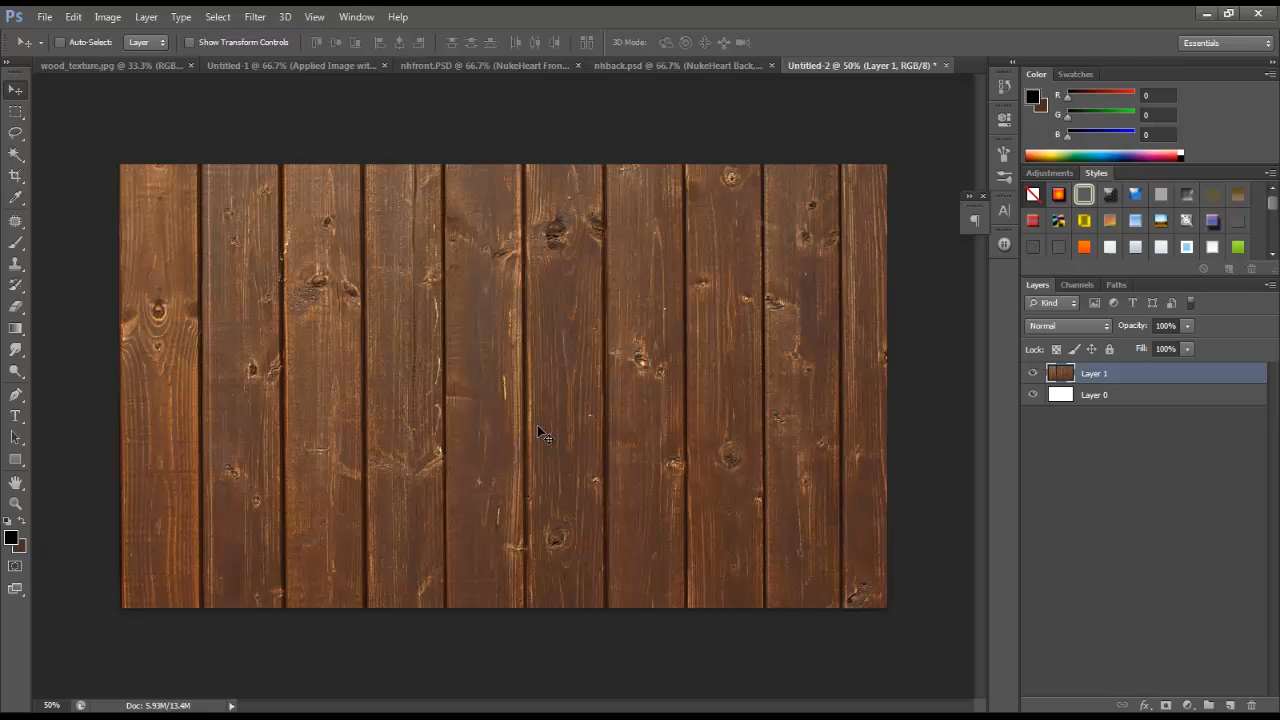 Ps File Edit Image Layer Type Select Filter 3D View Window Help
Auto-Select: Layer Show Transform Controls 3D Mode: Essentials
wood_texture.jpg @ 33.3% (RGB... × Untitled-1 @ 66.7% (Applied Image wit... × nhfront.PSD @ 66.7% (NukeHeart Fron... × nhback.psd @ 66.7% (NukeHeart Back,... × Untitled-2 @ 50% (Layer 1, RGB/8) * ×
Color Swatches
R 0
G 0
B 0
Adjustments Styles
Layers Channels Paths
Kind
Normal Opacity: 100%
Lock: Fill: 100%
Layer 1
Layer 0
50% Doc: 5.93M/13.4M